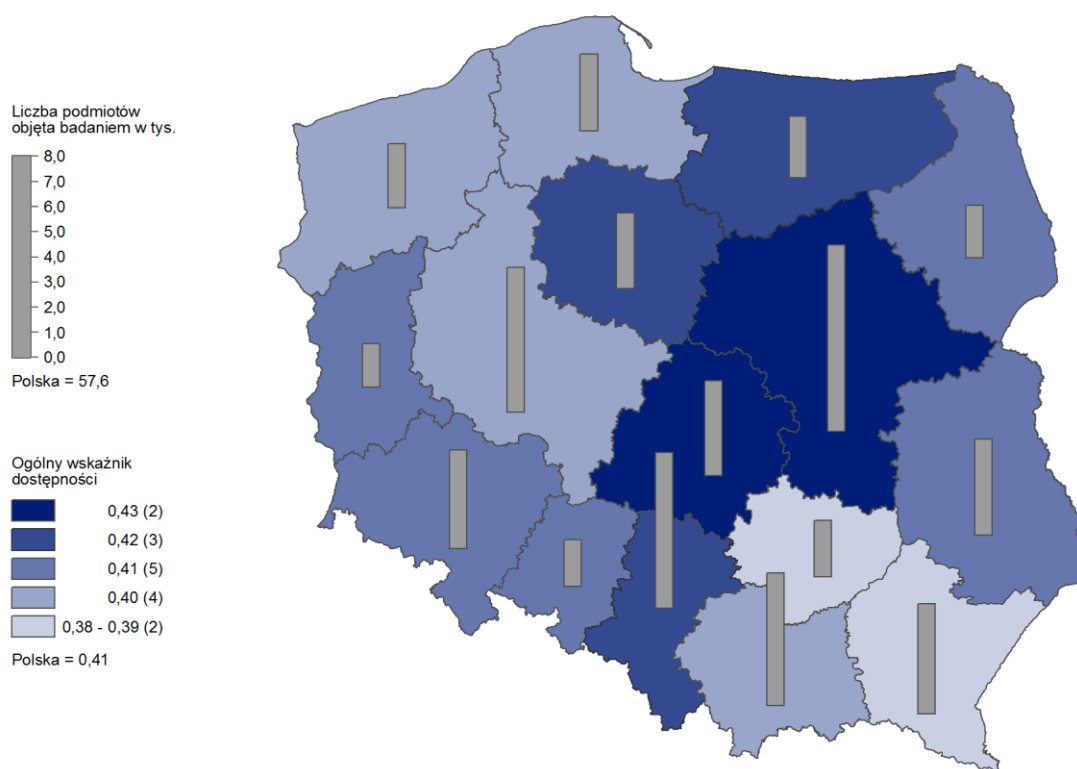 Liczba podmiotów
objęta badaniem w tys.
8,0
7,0
6,0
5,0
4,0
3,0
2,0
1,0
0,0
Polska = 57,6
Ogólny wskaźnik
dostępności
0,43 (2)
0,42 (3)
0,41 (5)
0,40 (4)
0,38 - 0,39 (2)
Polska = 0,41